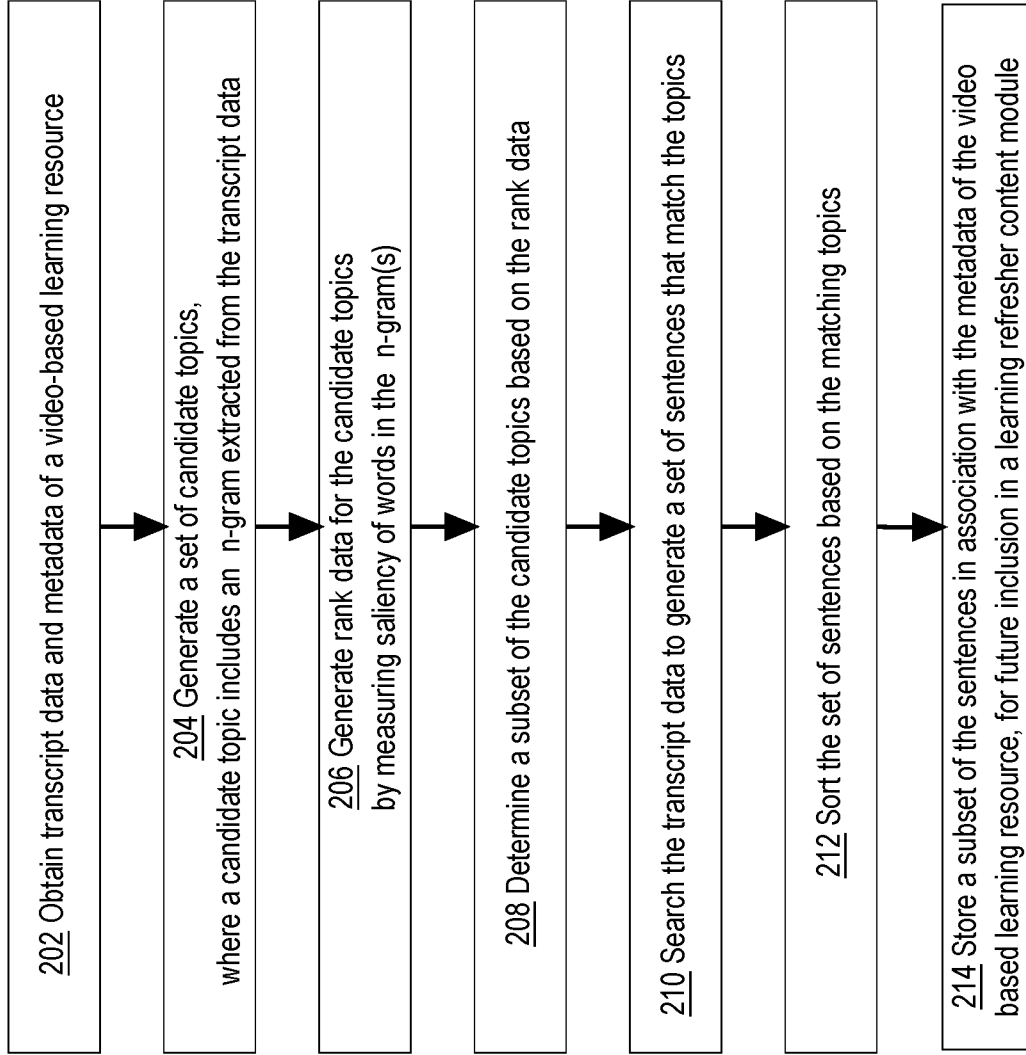 202 Obtain transcript data and metadata of a video-based learning resource
204 Generate a set of candidate topics,
where a candidate topic includes an n-gram extracted from the transcript data
206 Generate rank data for the candidate topics
by measuring saliency of words in the n-gram(s)
208 Determine a subset of the candidate topics based on the rank data
210 Search the transcript data to generate a set of sentences that match the topics
212 Sort the set of sentences based on the matching topics
214 Store a subset of the sentences in association with the metadata of the video
based learning resource, for future inclusion in a learning refresher content module